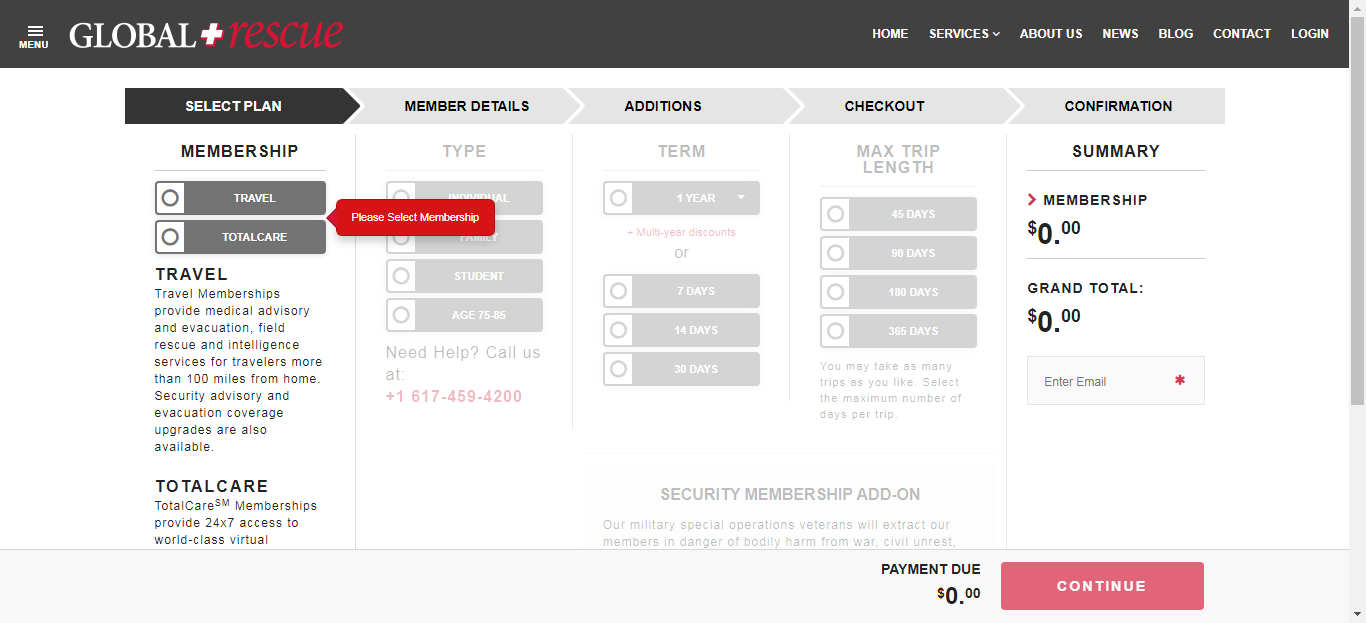 MENU
GLOBAL rescue
HOME
SERVICES
ABOUT US
NEWS
BLOG
CONTACT
LOGIN
SELECT PLAN
MEMBER DETAILS
ADDITIONS
CHECKOUT
CONFIRMATION
MEMBERSHIP
TRAVEL
TOTALCARE
Please Select Membership
TRAVEL
Travel Memberships
provide medical advisory
and evacuation, field
rescue and intelligence
services for travelers more
than 100 miles from home.
Security advisory and
evacuation coverage
upgrades are also
available.
TOTALCARE
TotalCareSM Memberships
provide 24x7 access to
world-class virtual
TYPE
INDIVIDUAL
FAMILY
STUDENT
AGE 75-85
Need Help? Call us
at:
+1 617-459-4200
TERM
1 YEAR
+ Multi-year discounts
or
7 DAYS
14 DAYS
30 DAYS
MAX TRIP
LENGTH
45 DAYS
90 DAYS
180 DAYS
365 DAYS
You may take as many
trips as you like. Select
the maximum number of
days per trip.
SECURITY MEMBERSHIP ADD-ON
Our military special operations veterans will extract our
members in danger of bodily harm from war, civil unrest,
SUMMARY
MEMBERSHIP
$0.00
GRAND TOTAL:
$0.00
Enter Email *
PAYMENT DUE
$0.00
CONTINUE